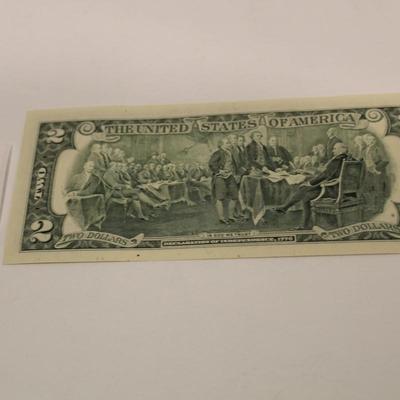 2
THE UNITED STATES OF AMERICA
TWO
2
TWO DOLLARS
IN GOD WE TRUST
DECLARATION OF INDEPENDENCE, 1776
TWO DOLLARS